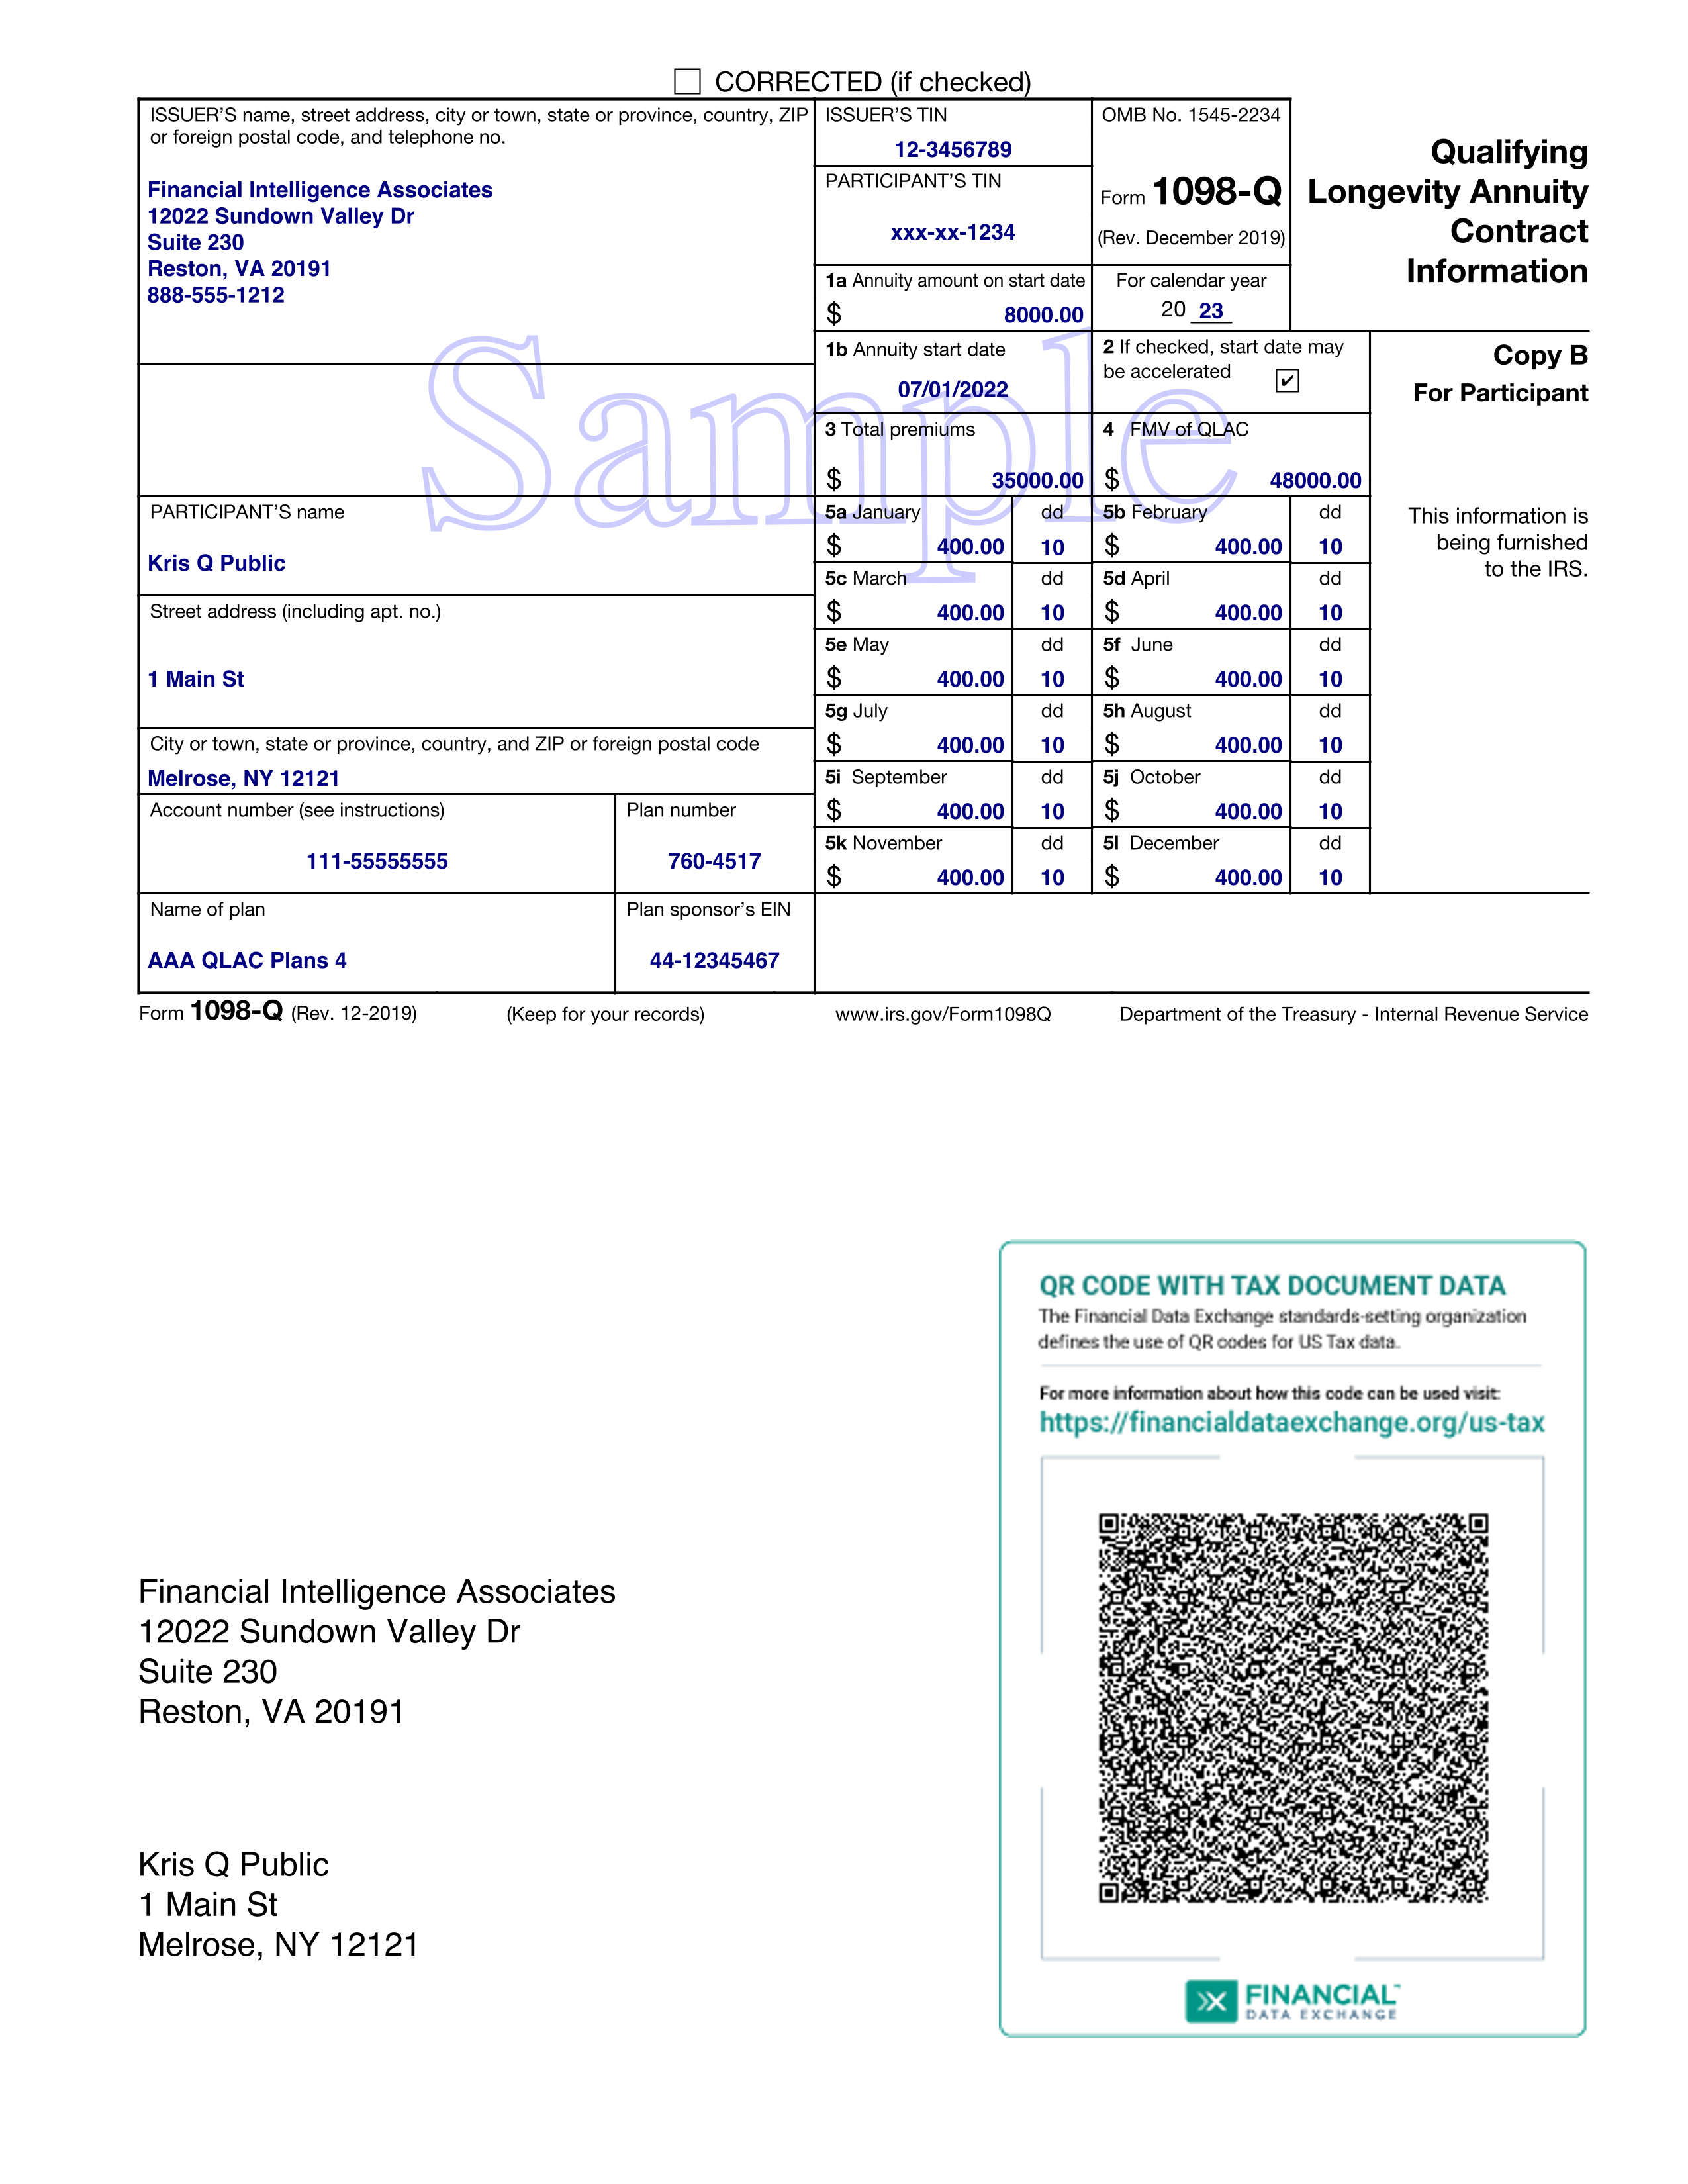 CORRECTED (if checked)
ISSUER'S name, street address, city or town, state or province, country, ZIP
or foreign postal code, and telephone no.
Financial Intelligence Associates
12022 Sundown Valley Dr
Suite 230
Reston, VA 20191
888-555-1212
ISSUER'S TIN
12-3456789
PARTICIPANT'S TIN
xxx-xx-1234
OMB No. 1545-2234
Form 1098-Q
(Rev. December 2019)
Qualifying
Longevity Annuity
Contract
Information
1a Annuity amount on start date
$ 8000.00
For calendar year
20 23
1b Annuity start date
07/01/2022
2 If checked, start date may
be accelerated ✔
Copy B
For Participant
3 Total premiums
$ 35000.00
4 FMV of QLAC
$ 48000.00
Sample
This information is
being furnished
to the IRS.
PARTICIPANT'S name
Kris Q Public
Street address (including apt. no.)
1 Main St
City or town, state or province, country, and ZIP or foreign postal code
Melrose, NY 12121
Account number (see instructions)
111-55555555
Plan number
760-4517
Name of plan
AAA QLAC Plans 4
Plan sponsor's EIN
44-12345467
5a January dd
$ 400.00 10
5b February dd
$ 400.00 10
5c March dd
$ 400.00 10
5d April dd
$ 400.00 10
5e May dd
$ 400.00 10
5f June dd
$ 400.00 10
5g July dd
$ 400.00 10
5h August dd
$ 400.00 10
5i September dd
$ 400.00 10
5j October dd
$ 400.00 10
5k November dd
$ 400.00 10
5l December dd
$ 400.00 10
Form 1098-Q (Rev. 12-2019) (Keep for your records) www.irs.gov/Form1098Q Department of the Treasury - Internal Revenue Service
QR CODE WITH TAX DOCUMENT DATA
The Financial Data Exchange standards-setting organization
defines the use of QR codes for US Tax data.
For more information about how this code can be used visit:
https://financialdataexchange.org/us-tax
FINANCIAL™
DATA EXCHANGE
Financial Intelligence Associates
12022 Sundown Valley Dr
Suite 230
Reston, VA 20191
Kris Q Public
1 Main St
Melrose, NY 12121